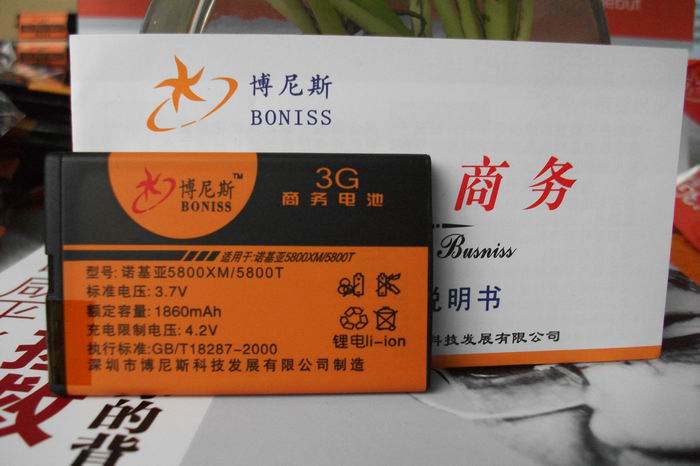 ebut
博尼斯
BONISS
商务
Busniss
说明书
科技发展有限公司
博尼斯™
BONISS
3G
商务电池
适用于:诺基亚5800XM/5800T
型号:诺基亚5800XM/5800T
标准电压:3.7V
额定容量:1860mAh
充电限制电压:4.2V
执行标准:GB/T18287-2000
锂电li-ion
深圳市博尼斯科技发展有限公司制造
的背